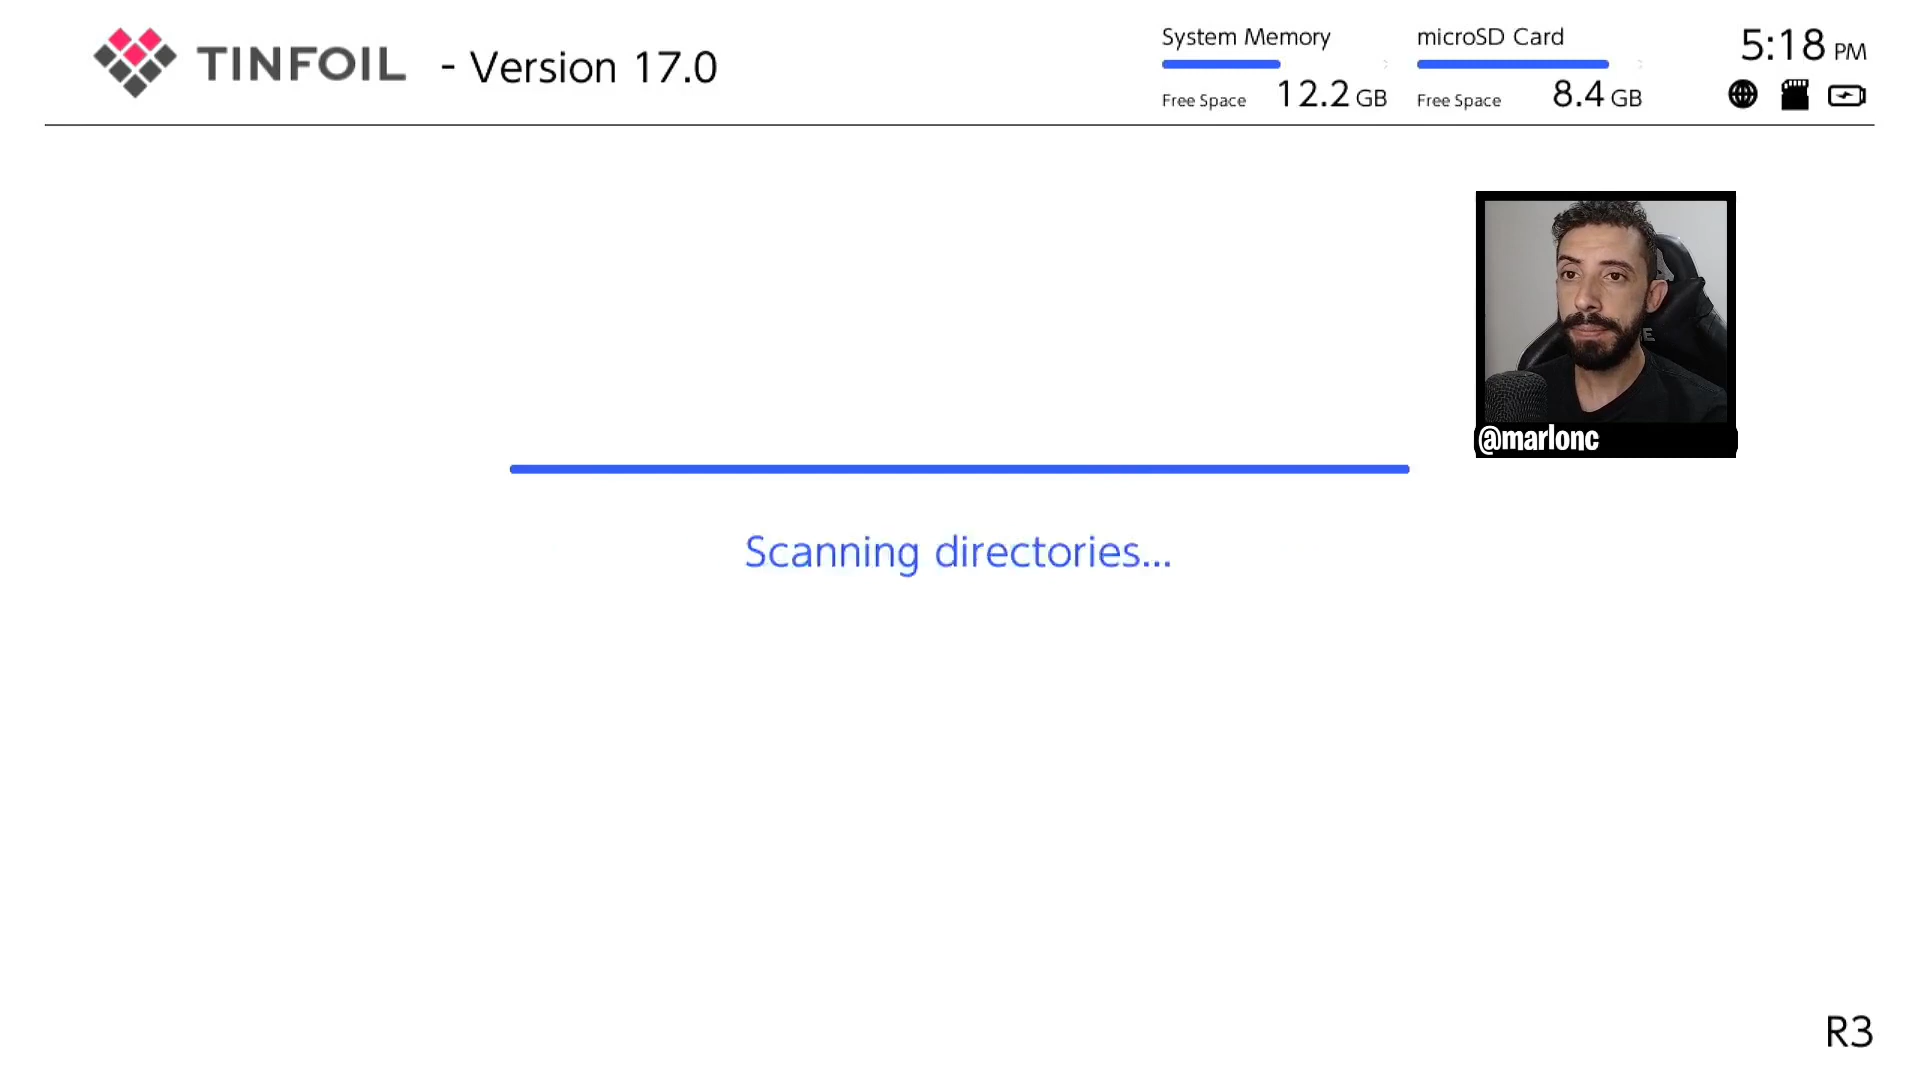 TINFOIL - Version 17.0
System Memory
Free Space 12.2 GB
microSD Card
Free Space 8.4 GB
5:18 PM
@marlonc
Scanning directories...
R3